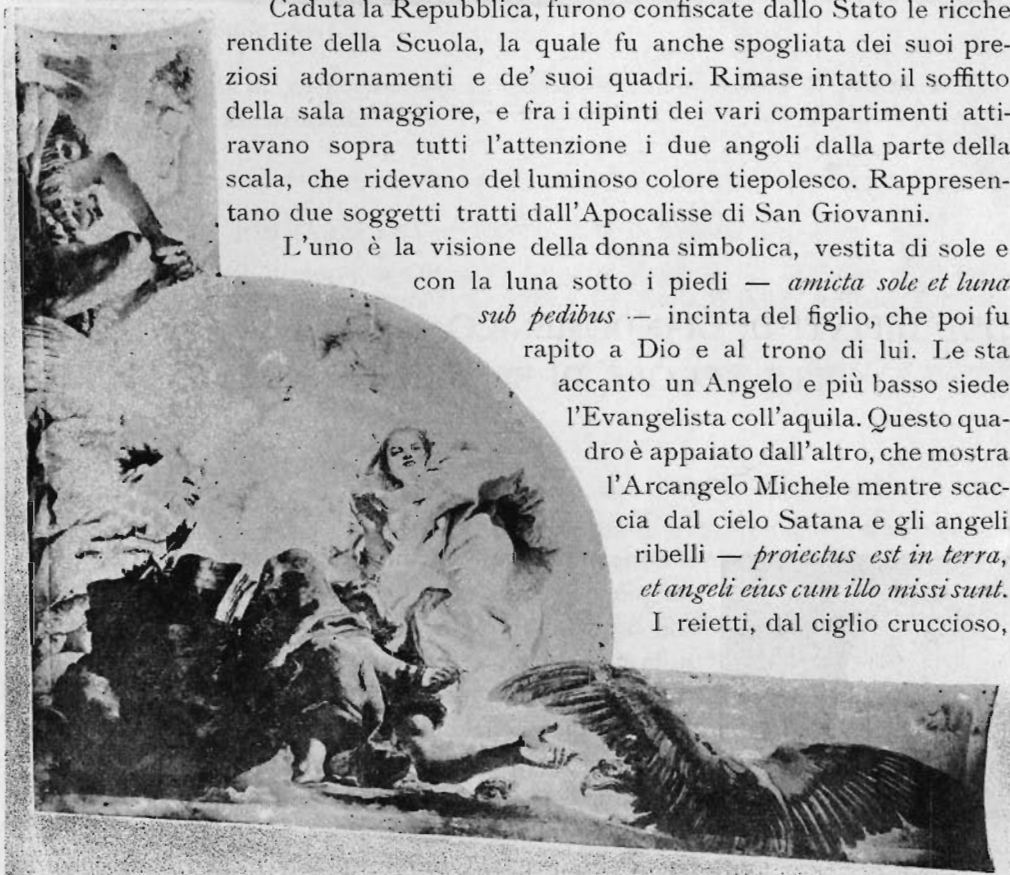 Caduta la Repubblica, furono confiscate dallo Stato le ricche
rendite della Scuola, la quale fu anche spogliata dei suoi pre-
ziosi adornamenti e de' suoi quadri. Rimase intatto il soffitto
della sala maggiore, e fra i dipinti dei vari compartimenti atti-
ravano sopra tutti l'attenzione i due angoli dalla parte della
scala, che ridevano del luminoso colore tiepolesco. Rappresen-
tano due soggetti tratti dall'Apocalisse di San Giovanni.
L'uno è la visione della donna simbolica, vestita di sole e
con la luna sotto i piedi — amicta sole et luna
sub pedibus — incinta del figlio, che poi fu
rapito a Dio e al trono di lui. Le sta
accanto un Angelo e più basso siede
l'Evangelista coll'aquila. Questo qua-
dro è appaiato dall'altro, che mostra
l'Arcangelo Michele mentre scac-
cia dal cielo Satana e gli angeli
ribelli — proiectus est in terra,
et angeli eius cum illo missi sunt.
I reietti, dal ciglio cruccioso,